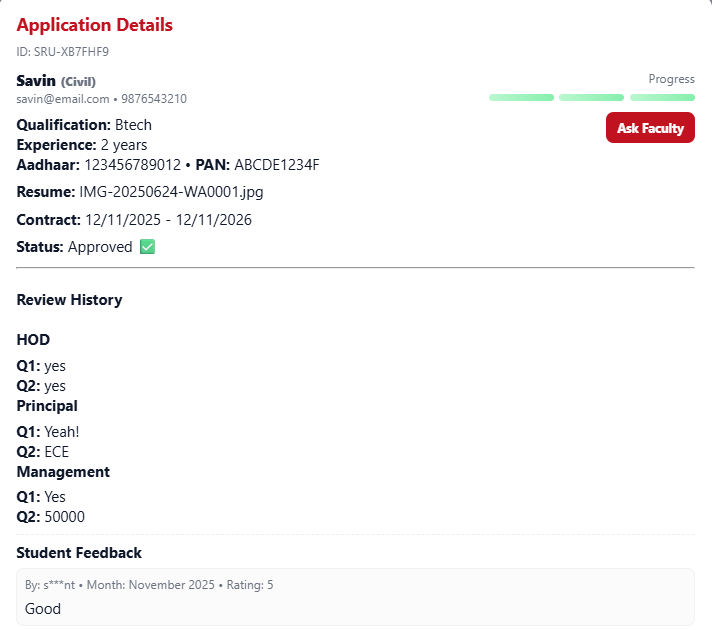 Application Details
ID: SRU-XB7FHF9
Savin (Civil)
Progress
savin@email.com • 9876543210
Ask Faculty
Qualification: Btech
Experience: 2 years
Aadhaar: 123456789012 • PAN: ABCDE1234F
Resume: IMG-20250624-WA0001.jpg
Contract: 12/11/2025 - 12/11/2026
Status: Approved ✅
Review History
HOD
Q1: yes
Q2: yes
Principal
Q1: Yeah!
Q2: ECE
Management
Q1: Yes
Q2: 50000
Student Feedback
By: s***nt • Month: November 2025 • Rating: 5
Good